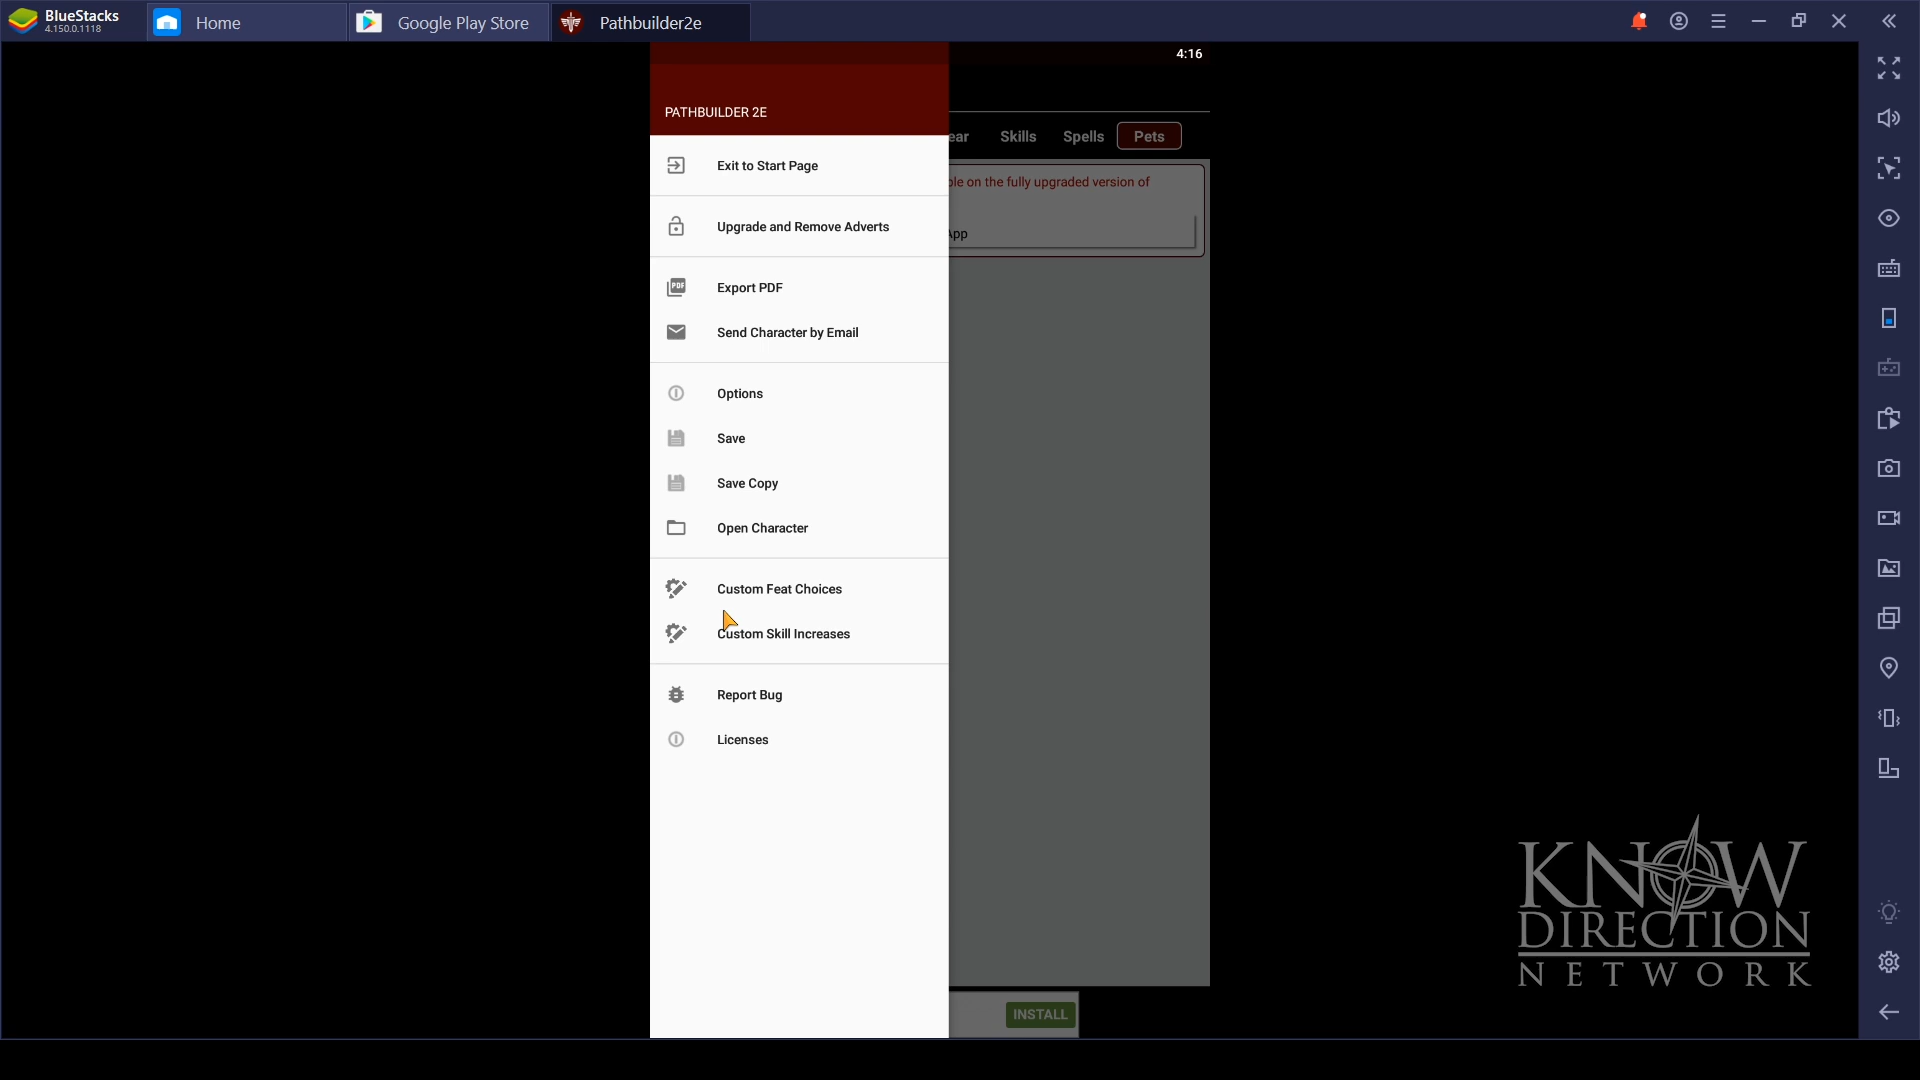 BlueStacks
4.150.0.1118
Home
Google Play Store
Pathbuilder2e
4:16
PATHBUILDER 2E
ear
Skills
Spells
Pets
Exit to Start Page
ble on the fully upgraded version of
Upgrade and Remove Adverts
App
PDF
Export PDF
Send Character by Email
Options
Save
Save Copy
Open Character
Custom Feat Choices
Custom Skill Increases
Report Bug
Licenses
KNOW
DIRECTION
NETWORK
INSTALL